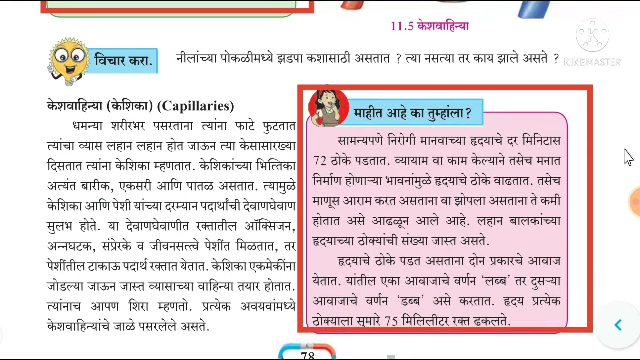 11.5 केशवाहिन्या
KINEMASTER
विचार करा.
नीलांच्या पोकळीमध्ये झडपा कशासाठी असतात ? त्या नसत्या तर काय झाले असते ?
केशवाहिन्या (केशिका) (Capillaries)
धमन्या शरीरभर पसरताना त्यांना फाटे फुटतात
त्यांचा व्यास लहान लहान होत जाऊन त्या केसासारख्या
दिसतात त्यांना केशिका म्हणतात. केशिकांच्या भित्तिका
अत्यंत बारीक, एकसरी आणि पातळ असतात. त्यामुळे
केशिका आणि पेशी यांच्या दरम्यान पदार्थांची देवाणघेवाण
सुलभ होते. या देवाणघेवाणीत रक्तातील ऑक्सिजन,
अन्नघटक, संप्रेरके व जीवनसत्त्वे पेशींत मिळतात, तर
पेशींतील टाकाऊ पदार्थ रक्तात येतात. केशिका एकमेकींना
जोडल्या जाऊन जास्त व्यासाच्या वाहिन्या तयार होतात.
त्यांनाच आपण शिरा म्हणतो. प्रत्येक अवयवांमध्ये
केशवाहिन्यांचे जाळे पसरलेले असते.
माहीत आहे का तुम्हांला ?
सामन्यपणे निरोगी मानवाच्या हृदयाचे दर मिनिटास
72 ठोके पडतात. व्यायाम वा काम केल्याने तसेच मनात
निर्माण होणाऱ्या भावनांमुळे हृदयाचे ठोके वाढतात. तसेच
माणूस आराम करत असताना वा झोपला असताना ते कमी
होतात असे आढळून आले आहे. लहान बालकांच्या
हृदयाच्या ठोक्यांची संख्या जास्त असते.
हृदयाचे ठोके पडत असताना दोन प्रकारचे आवाज
येतात. यांतील एका आवाजाचे वर्णन ‘लब्ब’ तर दुसऱ्या
आवाजाचे वर्णन ‘डब्ब’ असे करतात. हृदय प्रत्येक
ठोक्याला सुमारे 75 मिलिलीटर रक्त ढकलते.
78